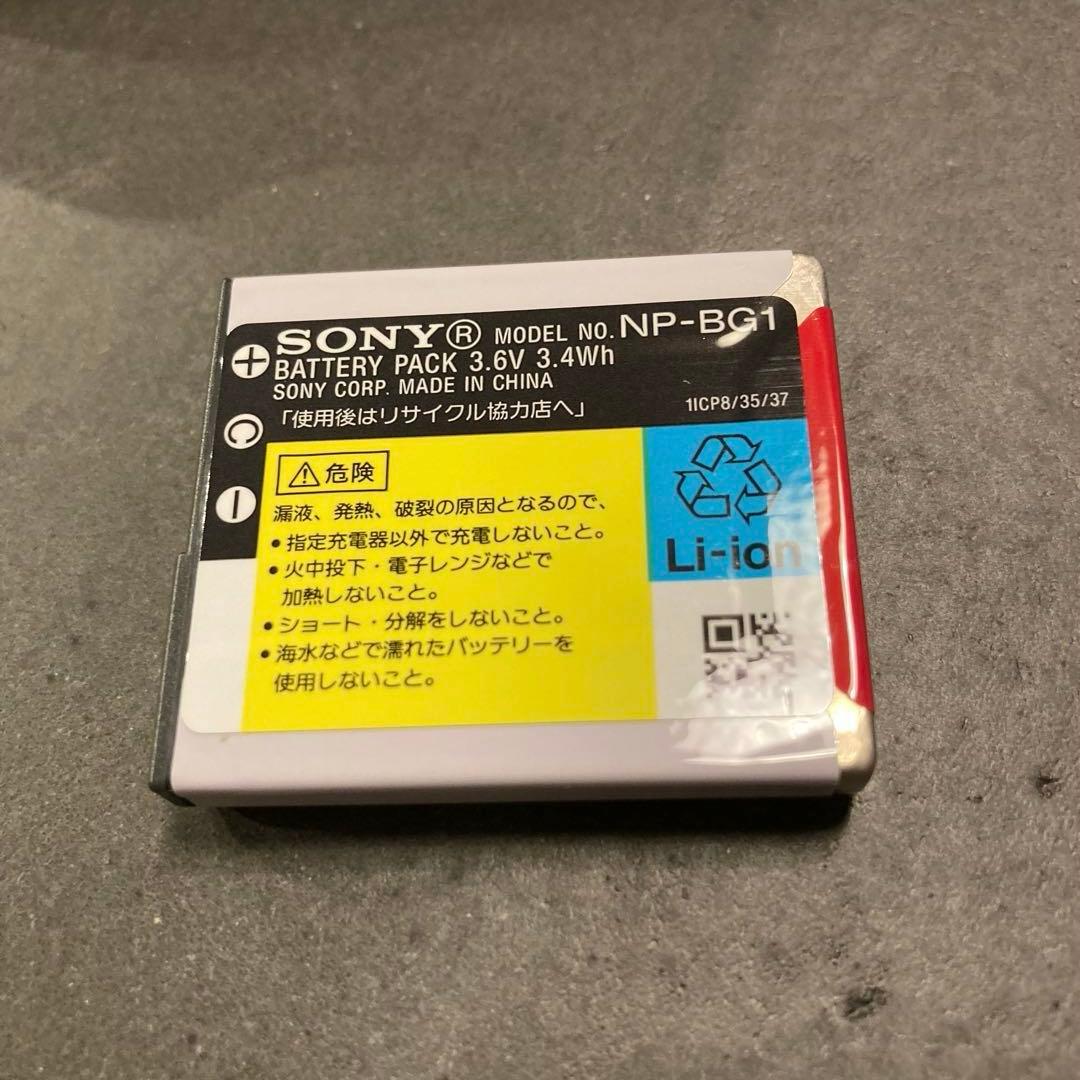 SONY® MODEL NO. NP-BG1
BATTERY PACK 3.6V 3.4Wh
SONY CORP. MADE IN CHINA
「使用後はリサイクル協力店へ」
1ICP8/35/37
⚠危険
漏液、発熱、破裂の原因となるので、
•指定充電器以外で充電しないこと。
•火中投下・電子レンジなどで
加熱しないこと。
•ショート・分解をしないこと。
•海水などで濡れたバッテリーを
使用しないこと。
Li-ion